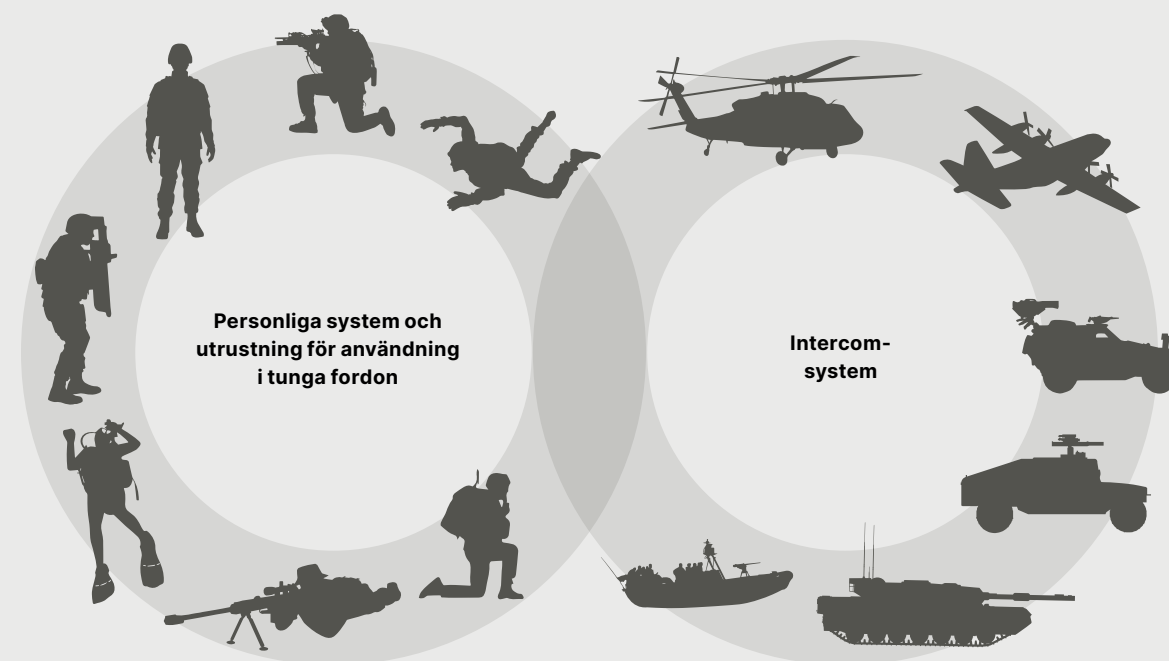 Personliga system och
utrustning för användning
i tunga fordon
Intercom-
system